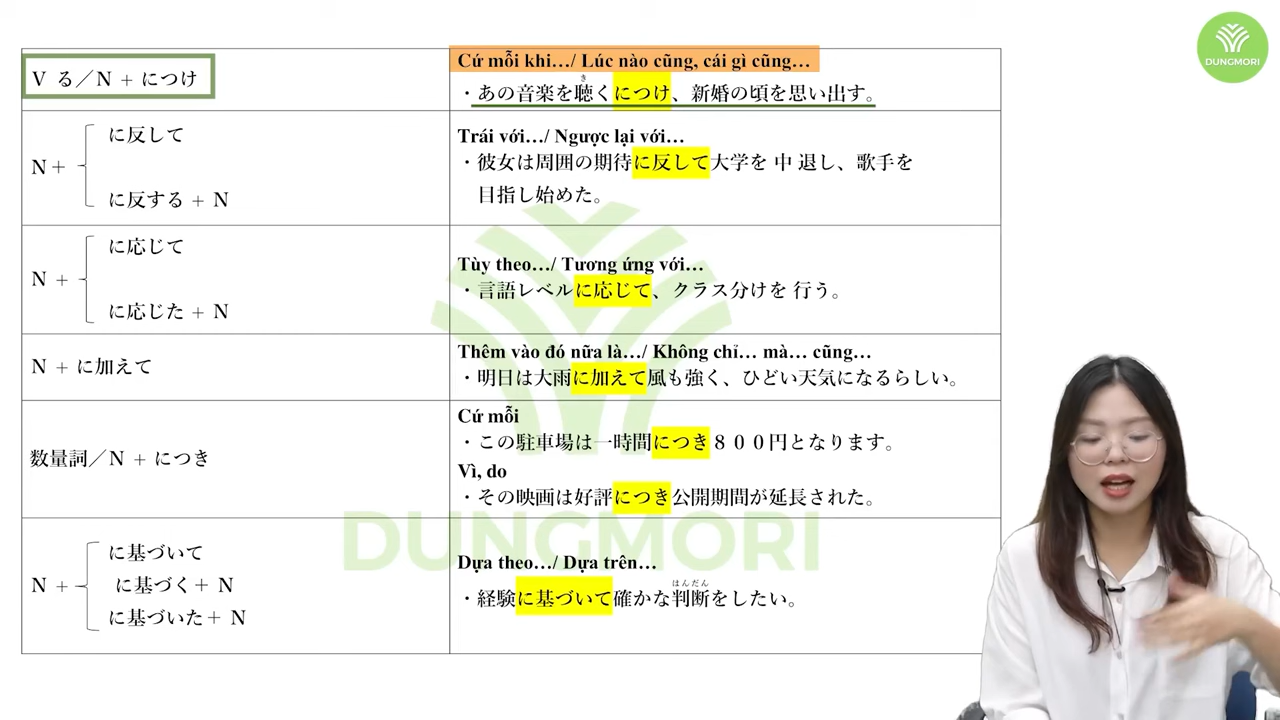 V る／N + につけ
Cứ mỗi khi…/ Lúc nào cũng, cái gì cũng…
き
・あの音楽を聴くにつけ、新婚の頃を思い出す。
N＋
に反して
に反する + N
Trái với…/ Ngược lại với…
・彼女は周囲の期待に反して大学を 中 退し、歌手を
目指し始めた。
N +
に応じて
に応じた + N
Tùy theo…/ Tương ứng với…
・言語レベルに応じて、クラス分けを 行う。
N + に加えて
Thêm vào đó nữa là…/ Không chỉ… mà… cũng…
・明日は大雨に加えて風も強く、ひどい天気になるらしい。
数量詞／N + につき
Cứ mỗi
・この駐車場は一時間につき８００円となります。
Vì, do
・その映画は好評につき公開期間が延長された。
N +
に基づいて
に基づく＋ N
に基づいた＋ N
Dựa theo…/ Dựa trên…
はんだん
・経験に基づいて確かな判断をしたい。
DUNGMORI
DUNGMORI